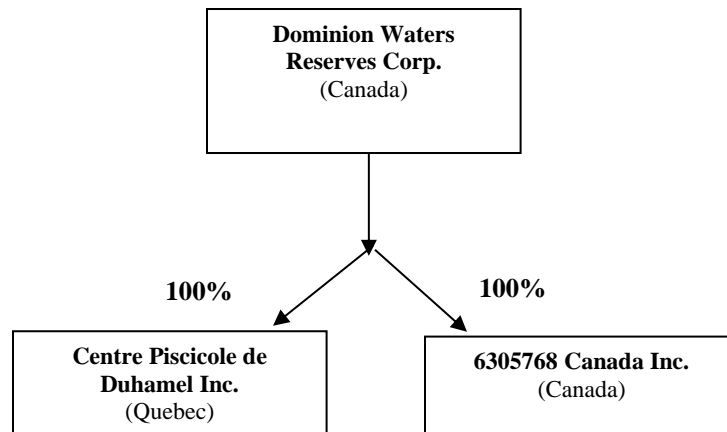 Dominion Waters
Reserves Corp.
(Canada)
100%
100%
Centre Piscicole de
Duhamel Inc.
(Quebec)
6305768 Canada Inc.
(Canada)